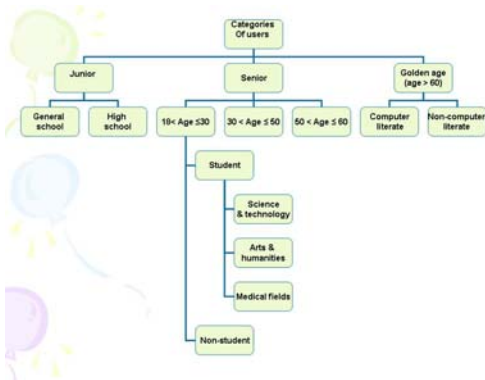 Categories
Of users
Junior
Senior
Golden age
(age > 60)
General
school
High
school
18< Age ≤30
30 < Age ≤ 50
50 < Age ≤ 60
Computer
literate
Non-computer
literate
Student
Science
& technology
Arts &
humanities
Medical fields
Non-student